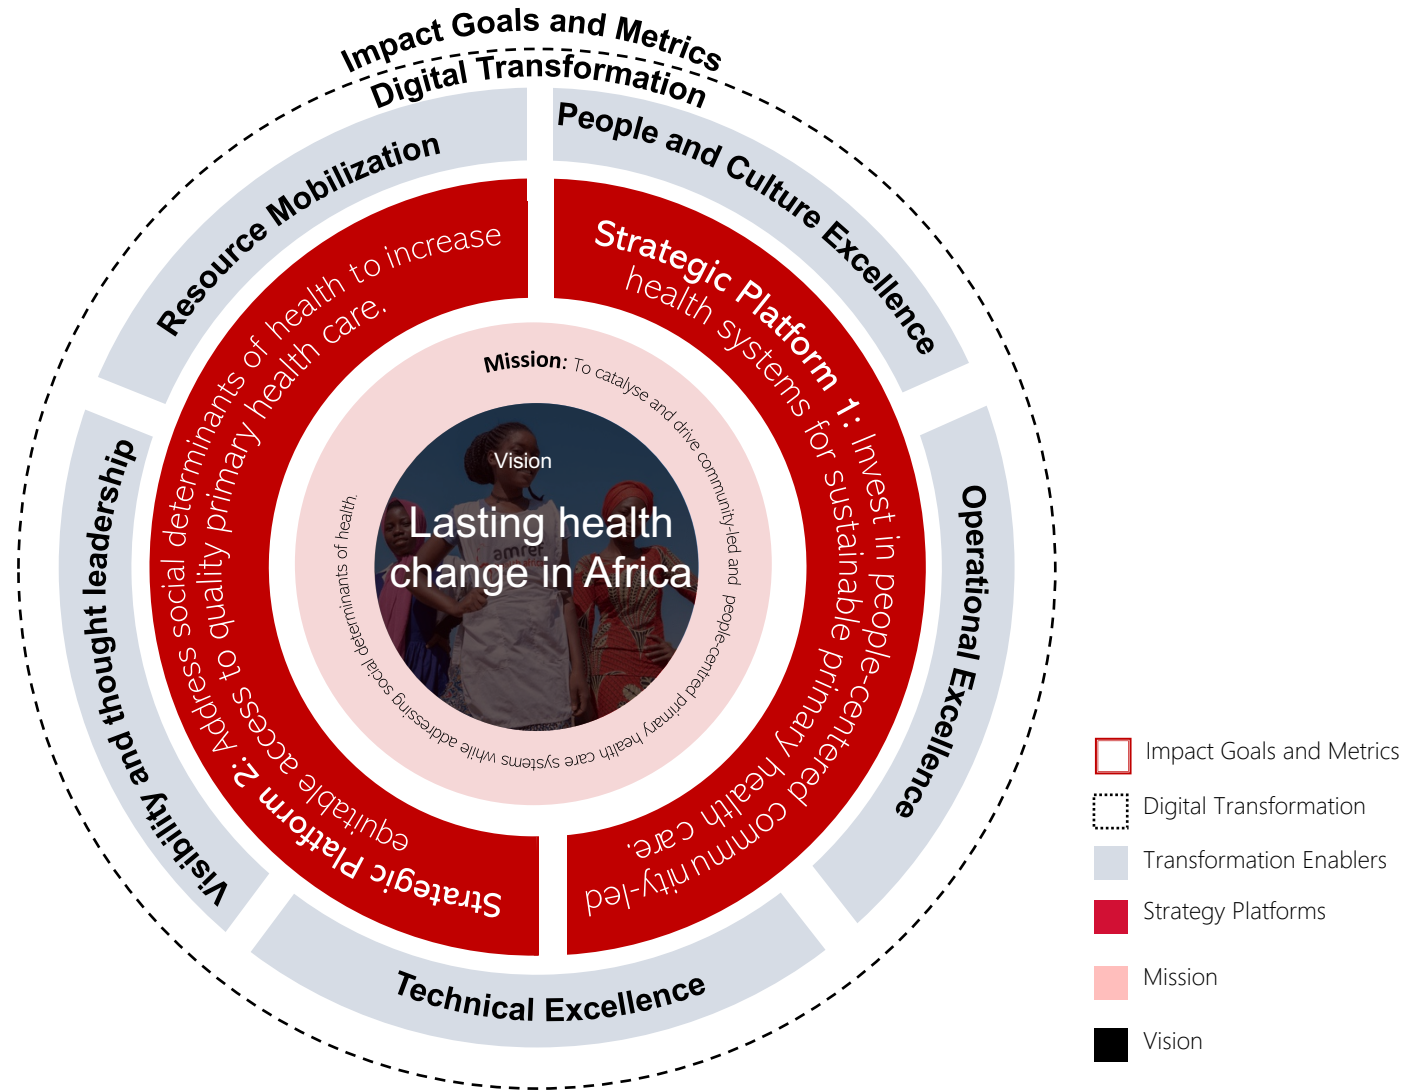 Impact Goals and Metrics
Digital Transformation
People and Culture Excellence
Operational Excellence
Technical Excellence
Visibility and thought leadership
Resource Mobilization
Strategic Platform 1: Invest in people-centered community-led
health systems for sustainable primary health care.
Strategic Platform 2: Address social determinants of health to increase
equitable access to quality primary health care.
Mission: To catalyse and drive community-led and people-centred primary health care systems while addressing social determinants of health.
Vision
Lasting health
change in Africa
amref
Impact Goals and Metrics
Digital Transformation
Transformation Enablers
Strategy Platforms
Mission
Vision